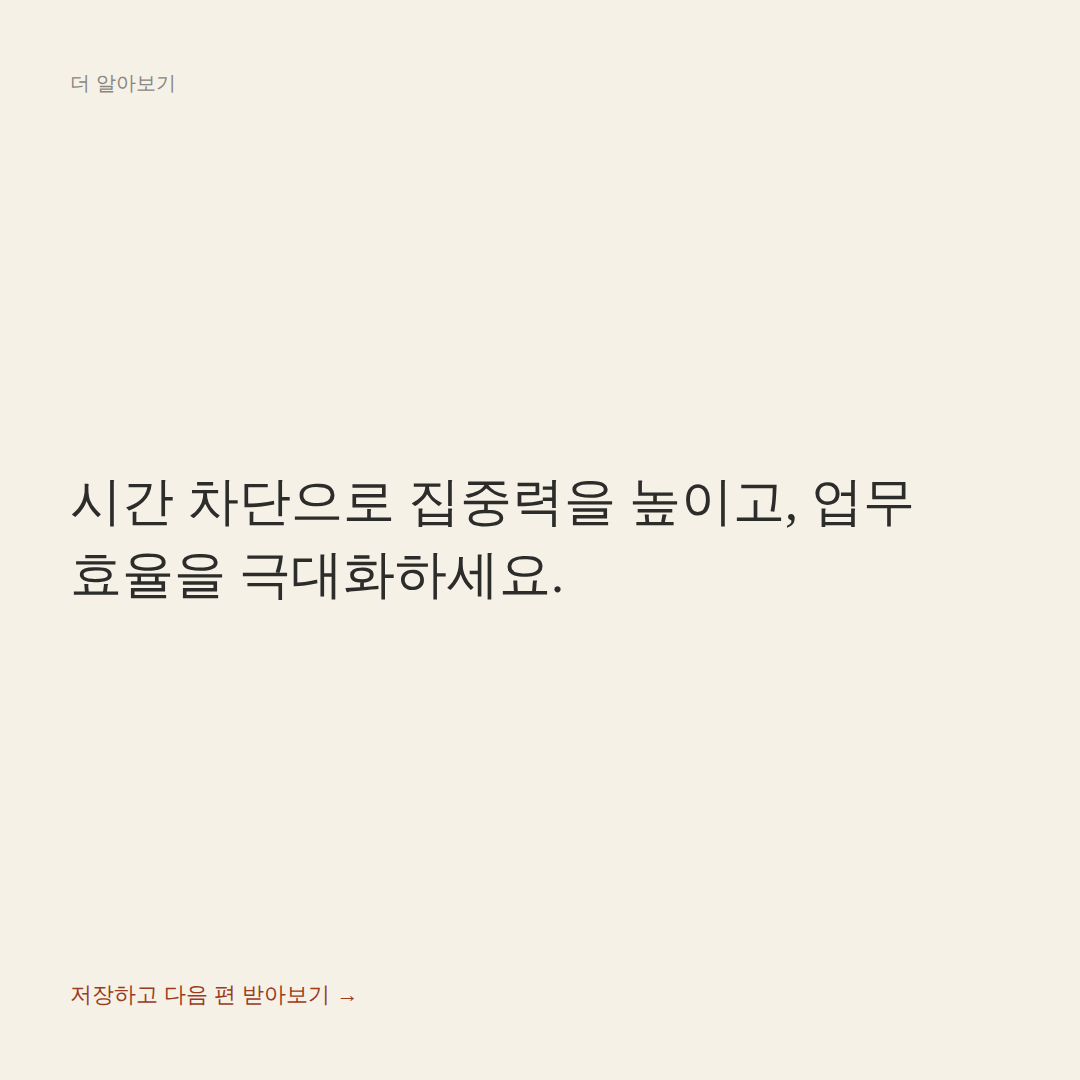 더 알아보기
시간 차단으로 집중력을 높이고, 업무
효율을 극대화하세요.
저장하고 다음 편 받아보기 →